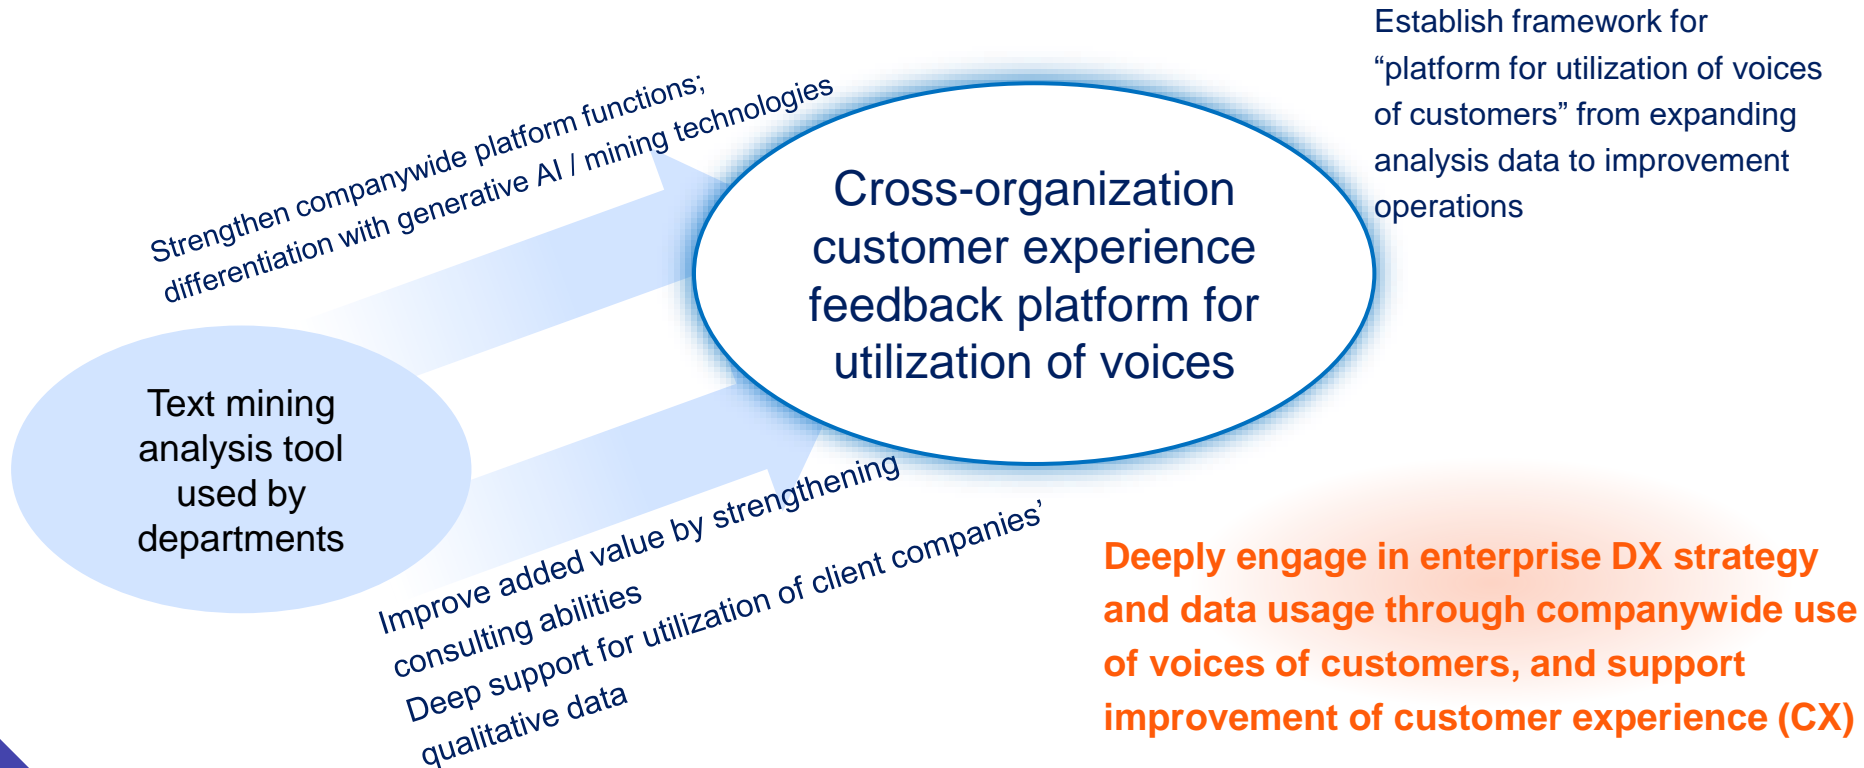 Establish framework for
“platform for utilization of voices
of customers” from expanding
analysis data to improvement
operations
Strengthen companywide platform functions;
differentiation with generative AI / mining technologies
Cross-organization
customer experience
feedback platform for
utilization of voices
Text mining
analysis tool
used by
departments
Improve added value by strengthening
consulting abilities
Deep support for utilization of client companies’
qualitative data
Deeply engage in enterprise DX strategy
and data usage through companywide use
of voices of customers, and support
improvement of customer experience (CX)